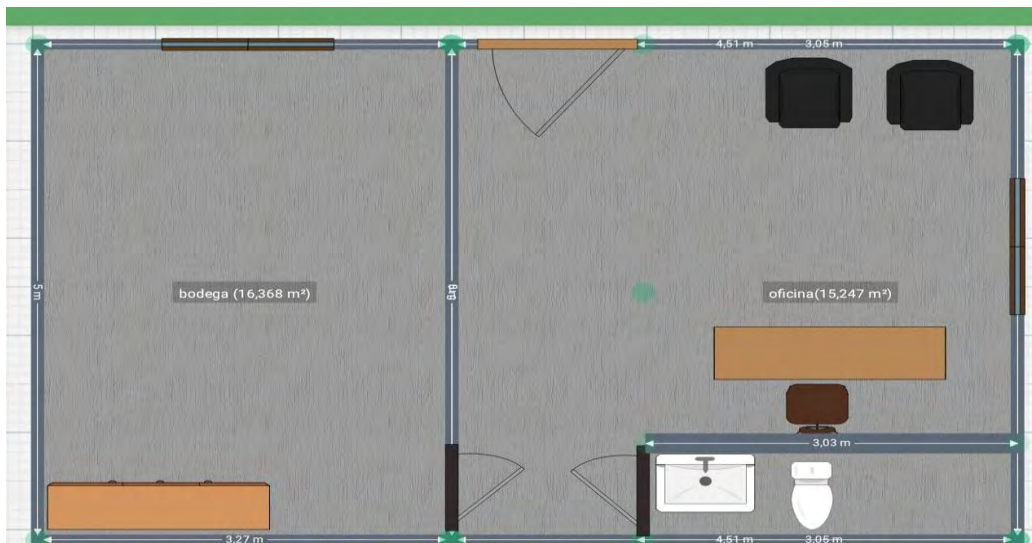 4,51 m
3,05 m
5 m
bodega (16,368 m²)
oficina(15,247 m²)
3,03 m
3,27 m
4,51 m
3,05 m